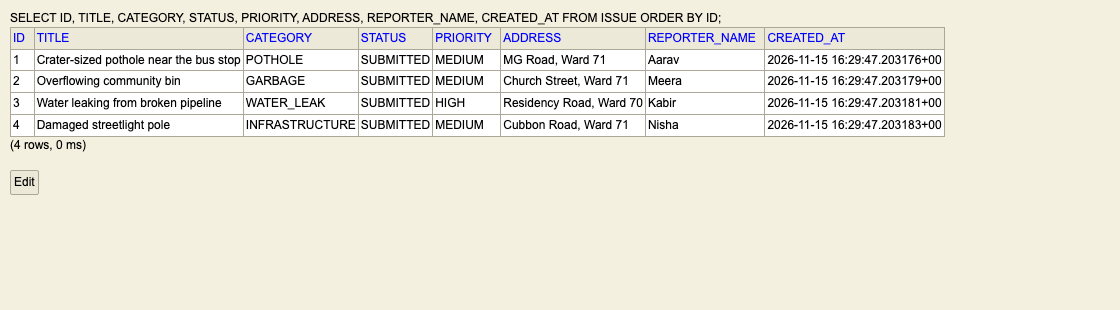 SELECT ID, TITLE, CATEGORY, STATUS, PRIORITY, ADDRESS, REPORTER_NAME, CREATED_AT FROM ISSUE ORDER BY ID;
ID TITLE CATEGORY STATUS PRIORITY ADDRESS REPORTER_NAME CREATED_AT
1 Crater-sized pothole near the bus stop POTHOLE SUBMITTED MEDIUM MG Road, Ward 71 Aarav 2026-11-15 16:29:47.203176+00
2 Overflowing community bin GARBAGE SUBMITTED MEDIUM Church Street, Ward 71 Meera 2026-11-15 16:29:47.203179+00
3 Water leaking from broken pipeline WATER_LEAK SUBMITTED HIGH Residency Road, Ward 70 Kabir 2026-11-15 16:29:47.203181+00
4 Damaged streetlight pole INFRASTRUCTURE SUBMITTED MEDIUM Cubbon Road, Ward 71 Nisha 2026-11-15 16:29:47.203183+00
(4 rows, 0 ms)
Edit